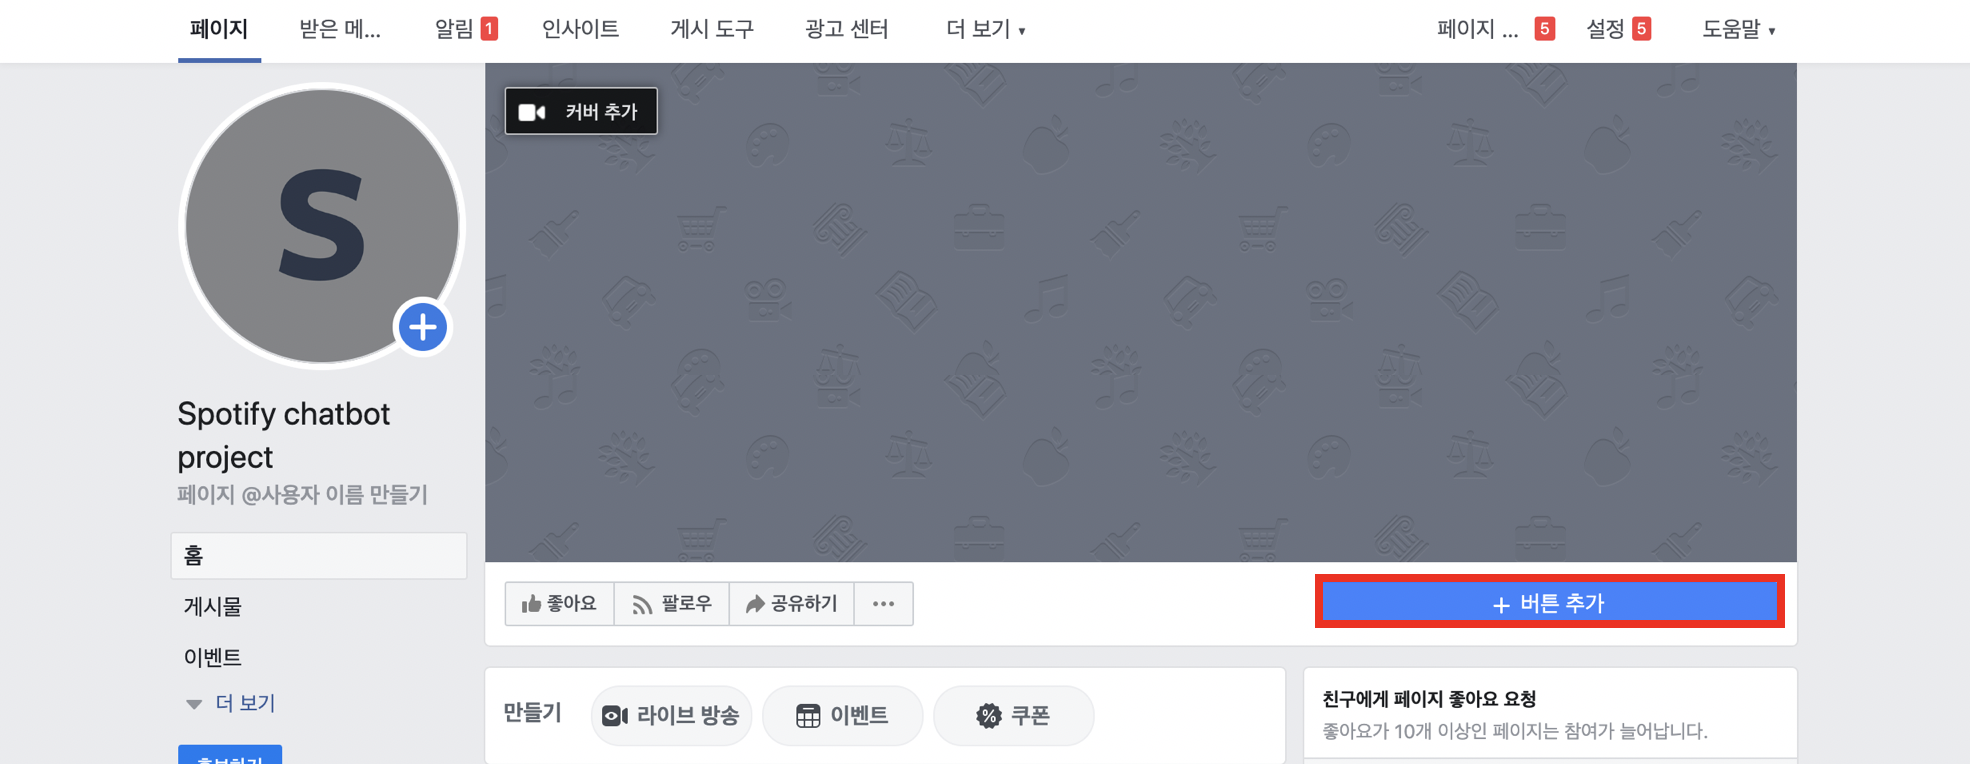 페이지 받은 메... 알림 1 인사이트 게시 도구 광고 센터 더 보기 페이지 ... 5 설정 5 도움말
커버 추가
S
Spotify chatbot
project
페이지 @사용자 이름 만들기
홈
게시물
이벤트
더 보기
좋아요 팔로우 공유하기 ... + 버튼 추가
만들기 라이브 방송 이벤트 쿠폰
친구에게 페이지 좋아요 요청
좋아요가 10개 이상인 페이지는 참여가 늘어납니다.